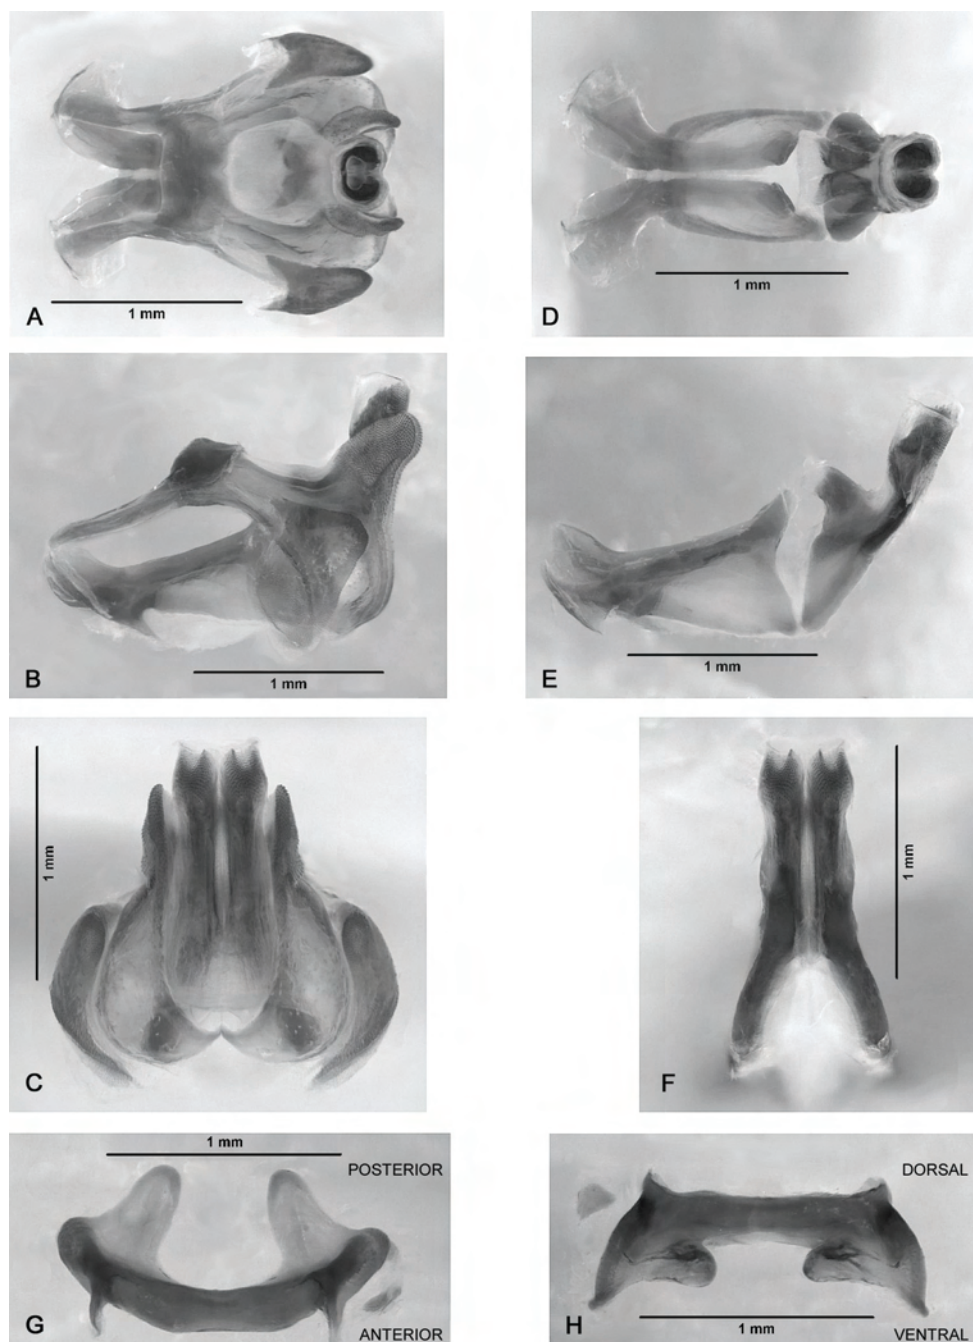 1 mm
A
1 mm
D
1 mm
B
1 mm
E
1 mm
C
1 mm
F
1 mm
POSTERIOR
G
ANTERIOR
DORSAL
H
1 mm
VENTRAL